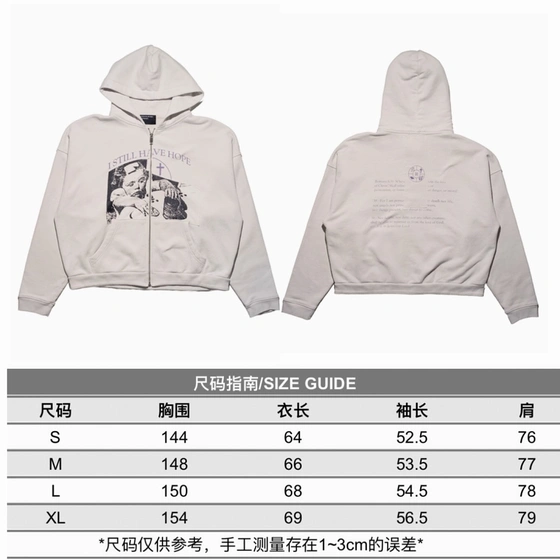 I STILL HAVE HOPE
尺码指南/SIZE GUIDE
尺码 胸围 衣长 袖长 肩
S 144 64 52.5 76
M 148 66 53.5 77
L 150 68 54.5 78
XL 154 69 56.5 79
*尺码仅供参考，手工测量存在1~3cm的误差*